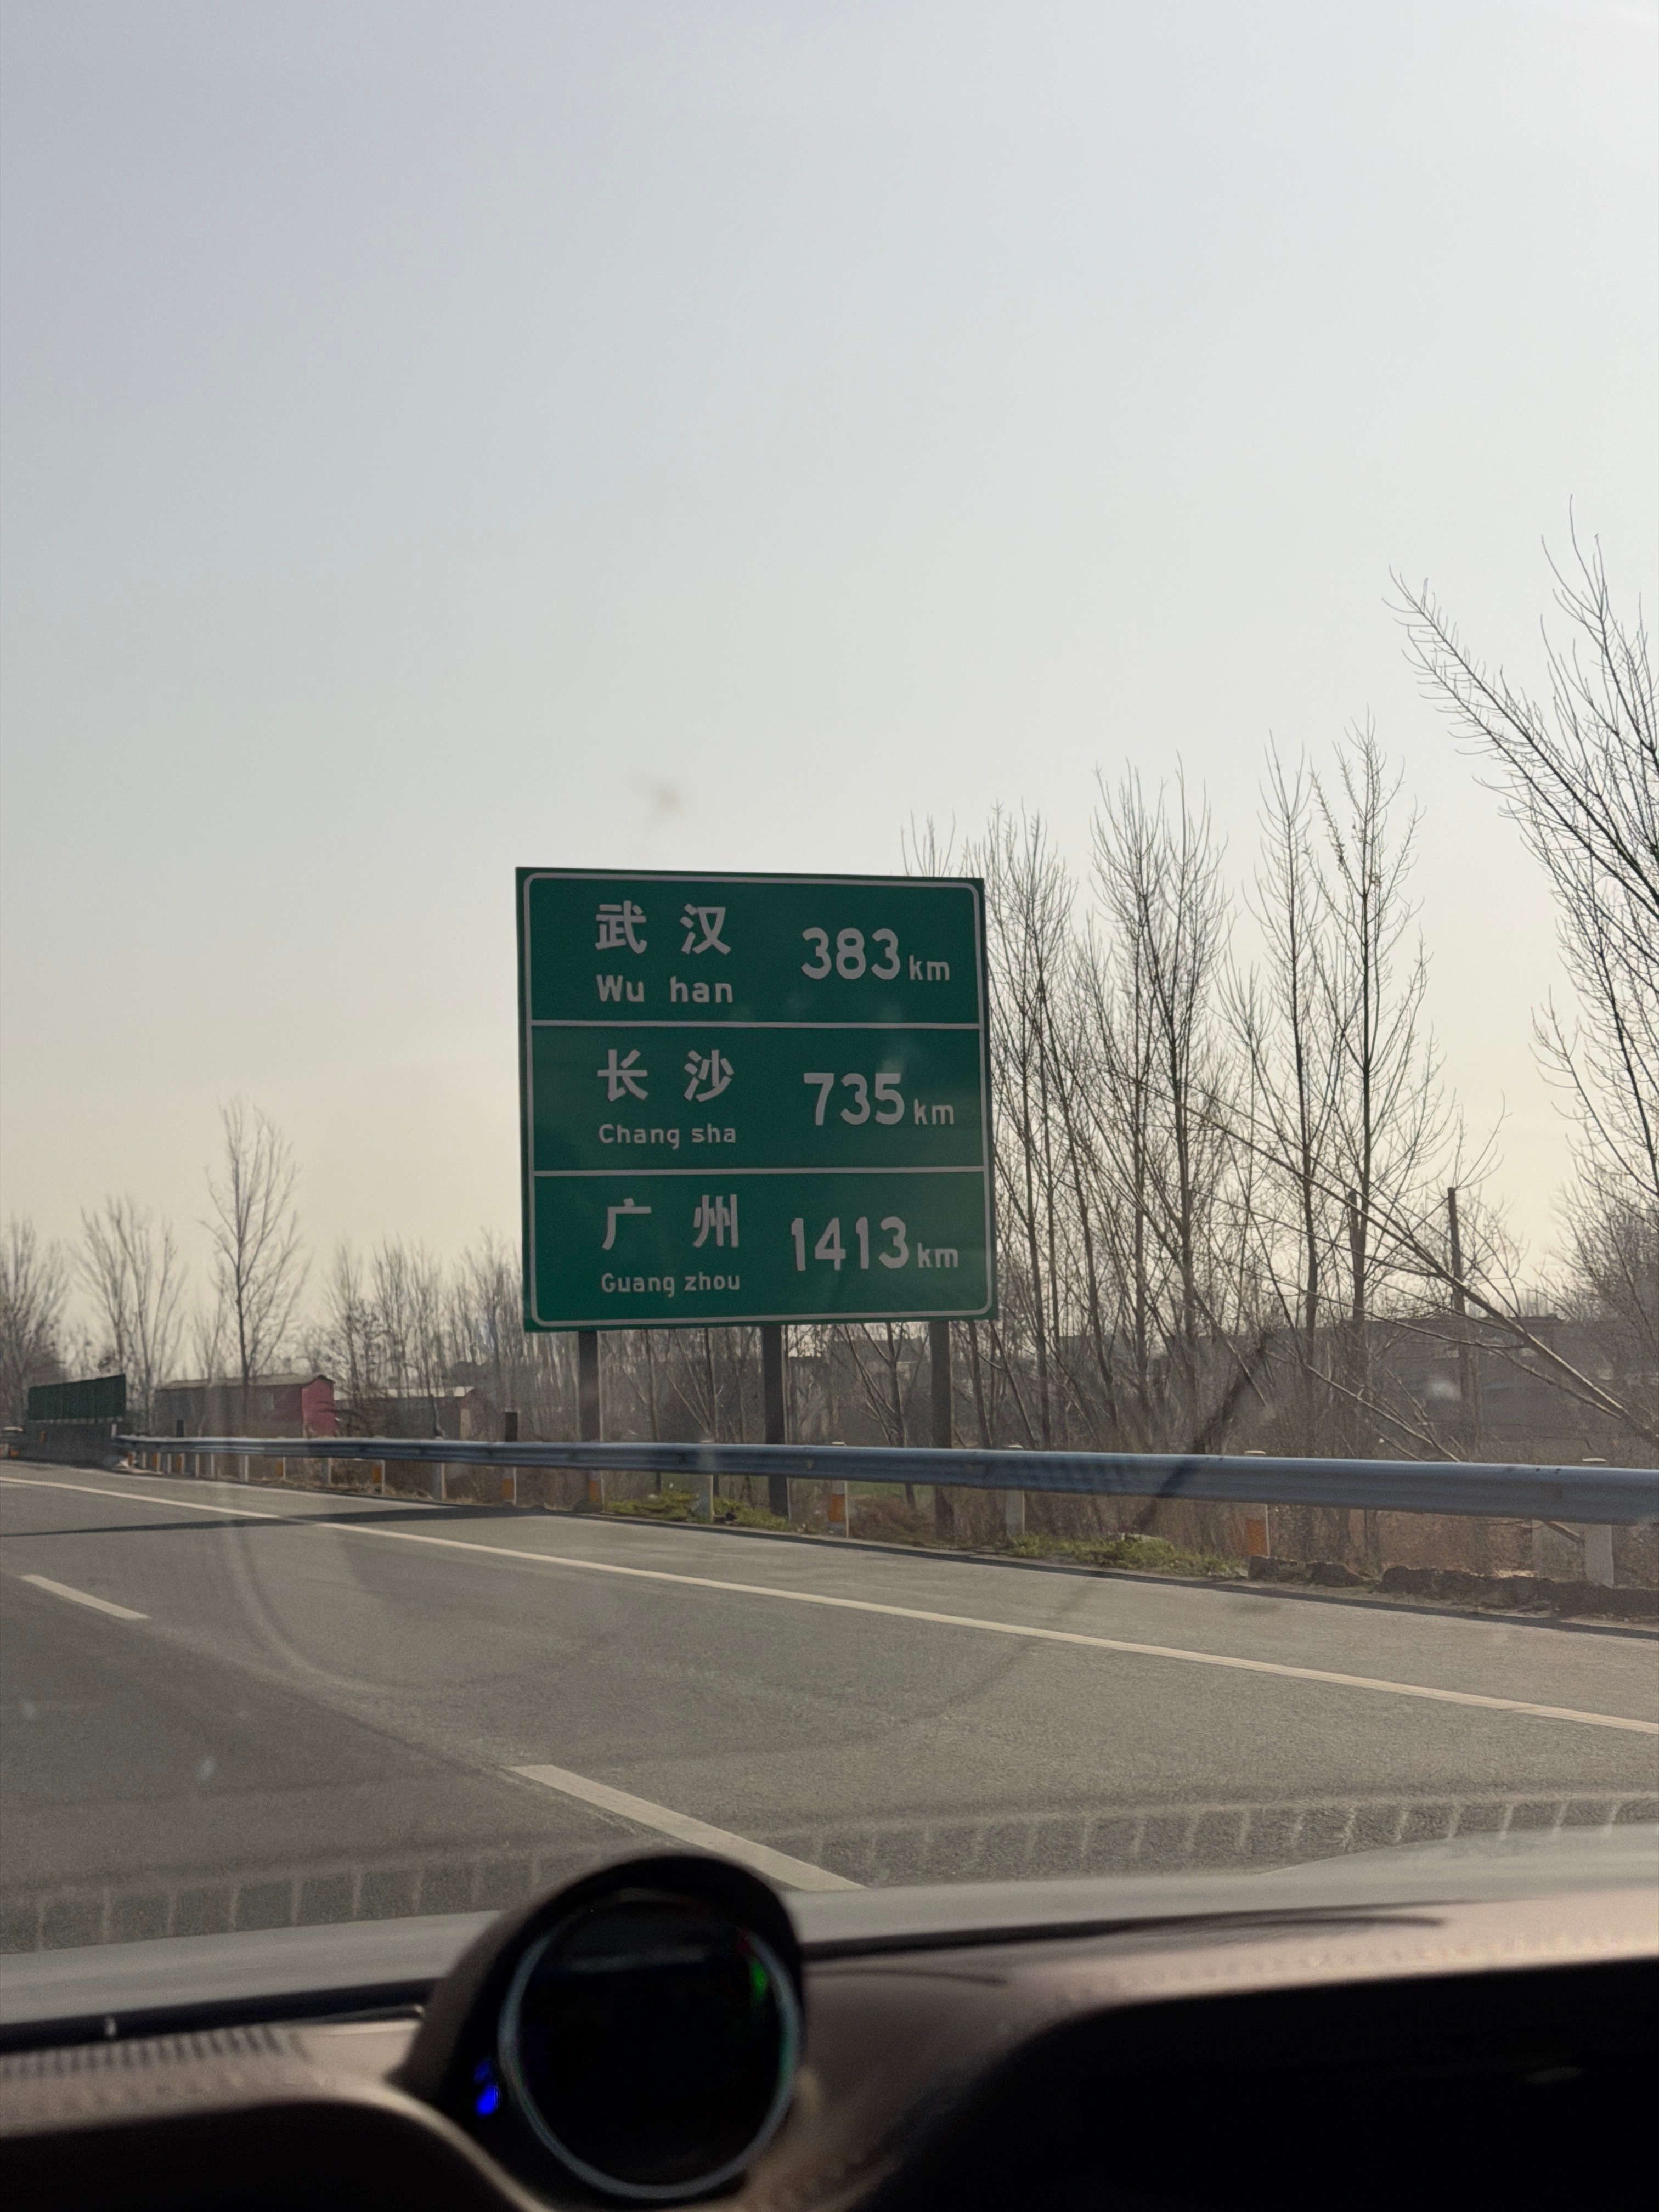 武汉 383km
Wu han
长沙 735km
Chang sha
广州 1413km
Guang zhou